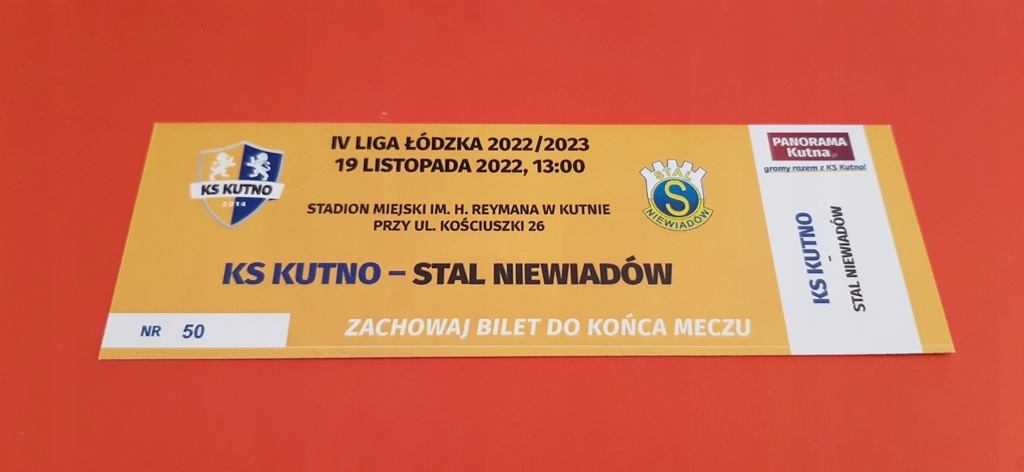 IV LIGA ŁÓDZKA 2022/2023
19 LISTOPADA 2022, 13:00
KS KUTNO
2014
STAL
S
NIEWIADÓW
STADION MIEJSKI IM. H. REYMANA W KUTNIE
PRZY UL. KOŚCIUSZKI 26
KS KUTNO – STAL NIEWIADÓW
NR 50
ZACHOWAJ BILET DO KOŃCA MECZU
PANORAMA
Kutna.pl
gramy razem z KS Kutno!
KS KUTNO
–
STAL NIEWIADÓW